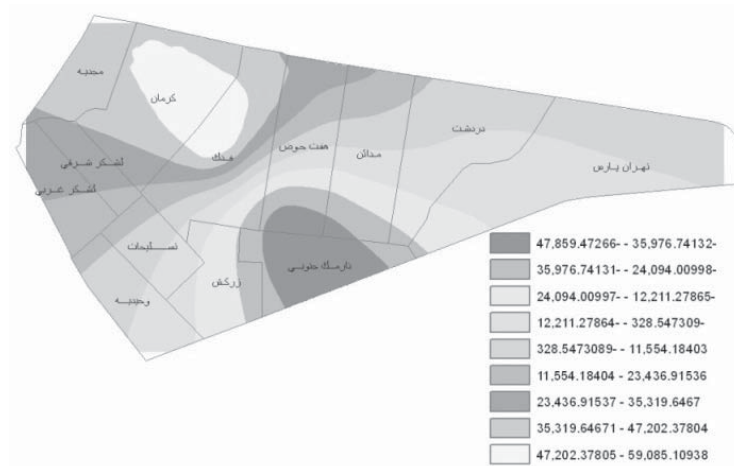 مجدیه
کرمان
دردشت
هفت حوض
مدائن
فدک
لشکر شرقی
تهران پارس
لشکر غربی
تسلیحات
نارمک جنوبی
زرکش
وحیدیه
47,859.47266- - 35,976.74132-
35,976.74131- - 24,094.00998-
24,094.00997- - 12,211.27865-
12,211.27864- - 328.547309-
328.5473089- - 11,554.18403
11,554.18404 - 23,436.91536
23,436.91537 - 35,319.6467
35,319.64671 - 47,202.37804
47,202.37805 - 59,085.10938